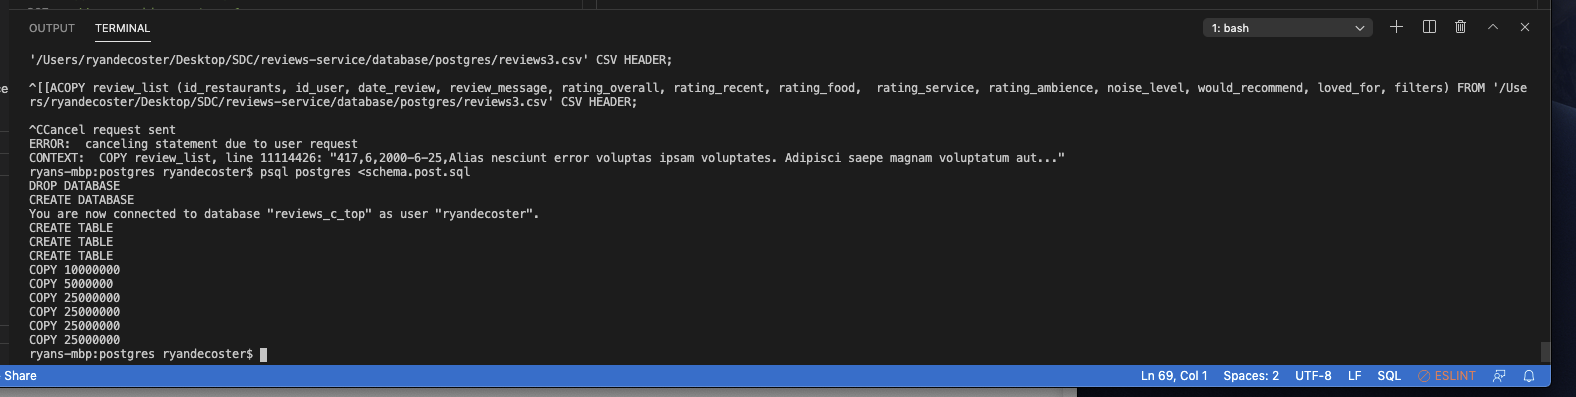 OUTPUT TERMINAL 1: bash
'/Users/ryandecoster/Desktop/SDC/reviews-service/database/postgres/reviews3.csv' CSV HEADER;
^[[ACOPY review_list (id_restaurants, id_user, date_review, review_message, rating_overall, rating_recent, rating_food,  rating_service, rating_ambience, noise_level, would_recommend, loved_for, filters) FROM '/Use
rs/ryandecoster/Desktop/SDC/reviews-service/database/postgres/reviews3.csv' CSV HEADER;
^CCancel request sent
ERROR:  canceling statement due to user request
CONTEXT:  COPY review_list, line 11114426: "417,6,2000-6-25,Alias nesciunt error voluptas ipsam voluptates. Adipisci saepe magnam voluptatum aut..."
ryans-mbp:postgres ryandecoster$ psql postgres <schema.post.sql
DROP DATABASE
CREATE DATABASE
You are now connected to database "reviews_c_top" as user "ryandecoster".
CREATE TABLE
CREATE TABLE
CREATE TABLE
COPY 10000000
COPY 5000000
COPY 25000000
COPY 25000000
COPY 25000000
COPY 25000000
ryans-mbp:postgres ryandecoster$
Share Ln 69, Col 1 Spaces: 2 UTF-8 LF SQL ESLINT